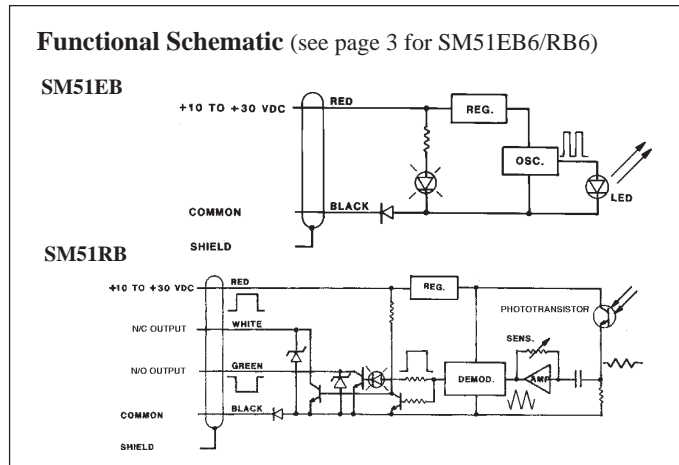 Functional Schematic (see page 3 for SM51EB6/RB6)
SM51EB
+10 TO +30 VDC
RED
REG.
OSC.
LED
COMMON
BLACK
SHIELD
SM51RB
+10 TO +30 VDC
RED
REG.
PHOTOTRANSISTOR
N/C OUTPUT
WHITE
SENS.
N/O OUTPUT
GREEN
DEMOD.
AMP
COMMON
BLACK
SHIELD